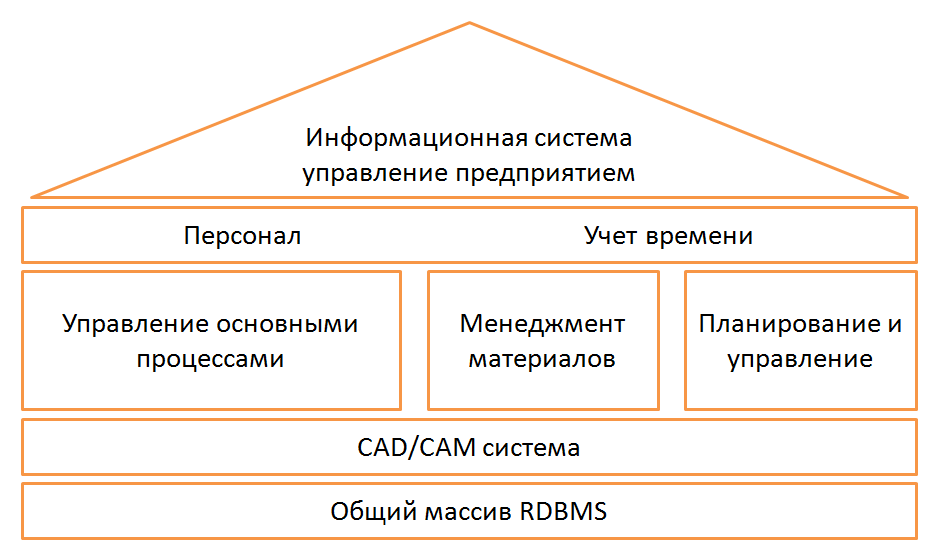 Информационная система
управление предприятием
Персонал
Учет времени
Управление основными
процессами
Менеджмент
материалов
Планирование и
управление
CAD/CAM система
Общий массив RDBMS